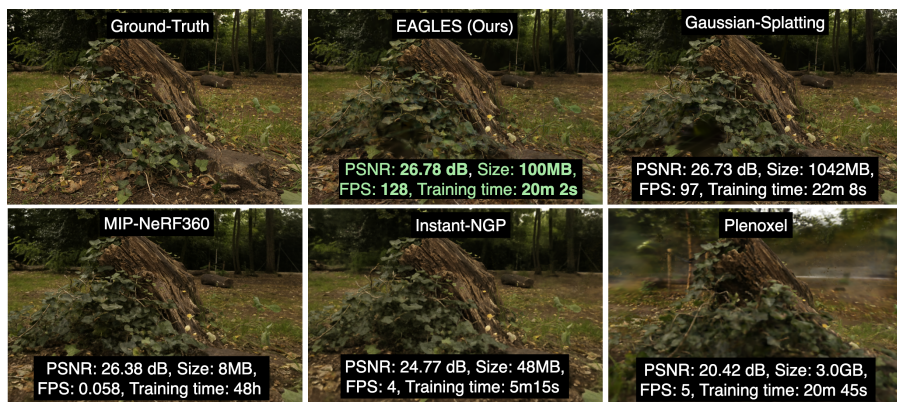 Ground-Truth
EAGLES (Ours)
Gaussian-Splatting
PSNR: 26.78 dB, Size: 100MB,
FPS: 128, Training time: 20m 2s
PSNR: 26.73 dB, Size: 1042MB,
FPS: 97, Training time: 22m 8s
MIP-NeRF360
Instant-NGP
Plenoxel
PSNR: 26.38 dB, Size: 8MB,
FPS: 0.058, Training time: 48h
PSNR: 24.77 dB, Size: 48MB,
FPS: 4, Training time: 5m15s
PSNR: 20.42 dB, Size: 3.0GB,
FPS: 5, Training time: 20m 45s